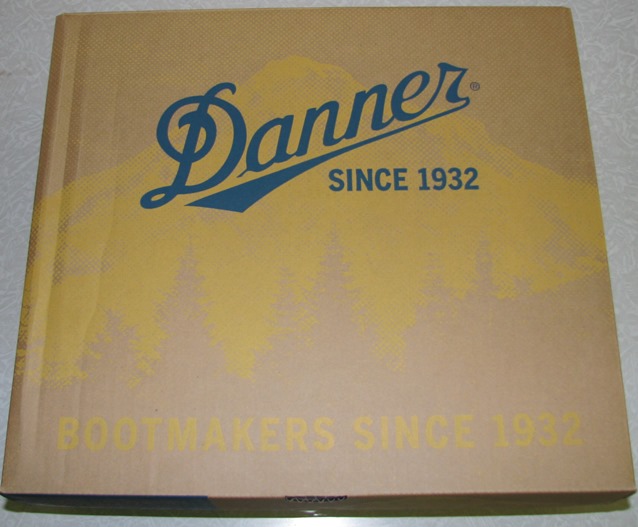 Danner®
SINCE 1932
BOOTMAKERS SINCE 1932